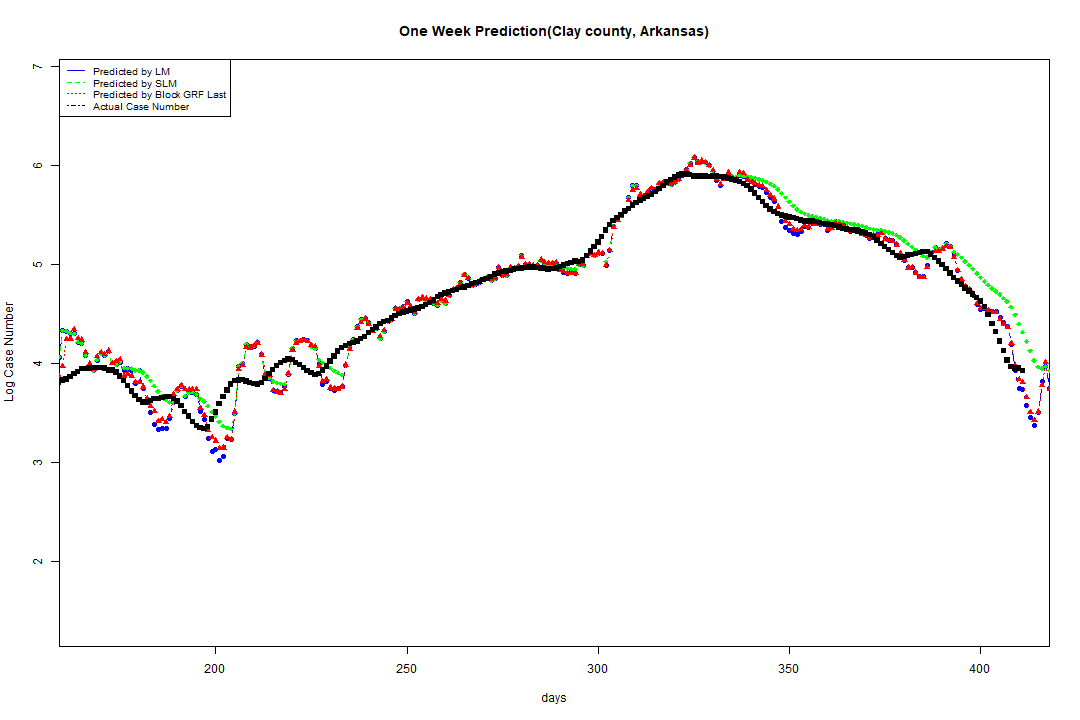 One Week Prediction(Clay county, Arkansas)
Predicted by LM
Predicted by SLM
Predicted by Block GRF Last
Actual Case Number
Log Case Number
7
6
5
4
3
2
200 250 300 350 400
days